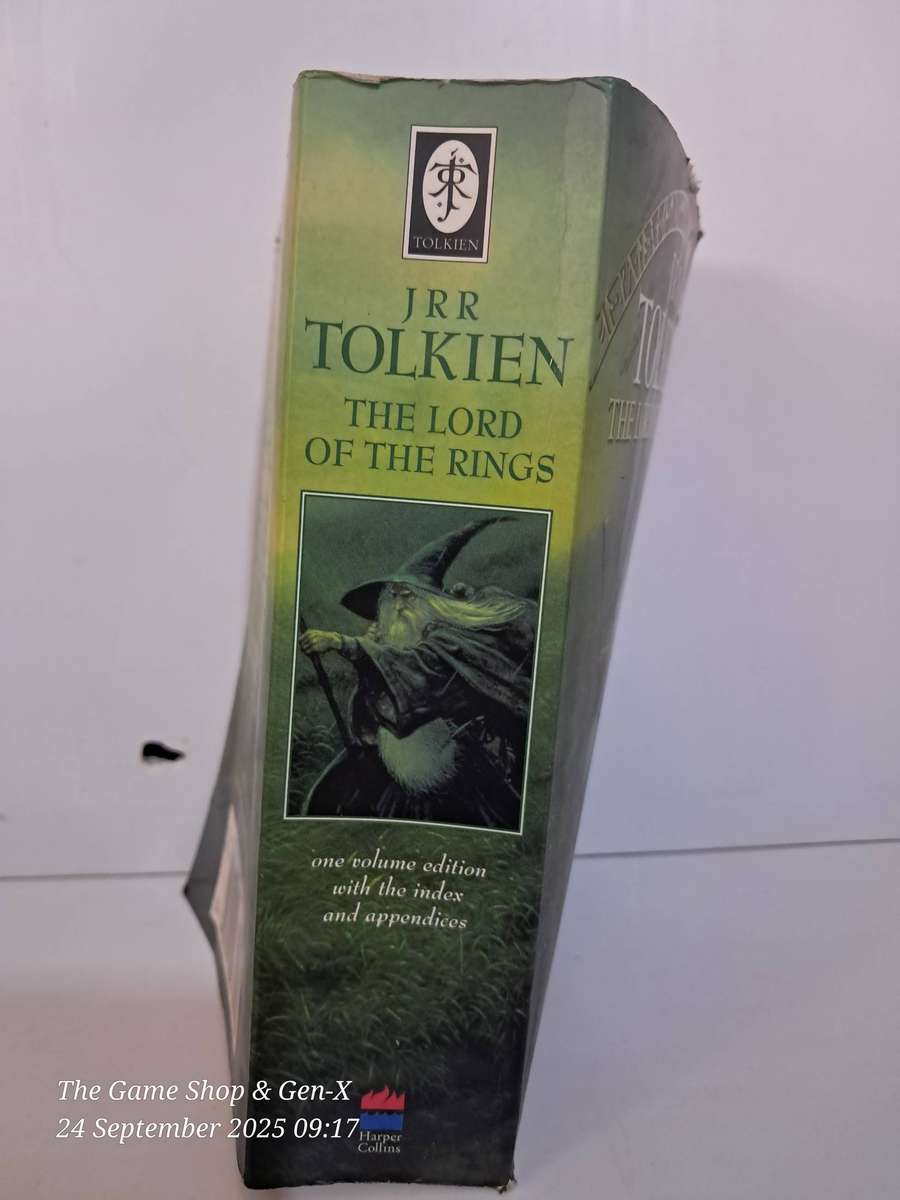 TOLKIEN
J R R
TOLKIEN
THE LORD
OF THE RINGS
one volume edition
with the index
and appendices
Harper
Collins
The Game Shop & Gen-X
24 September 2025 09:17